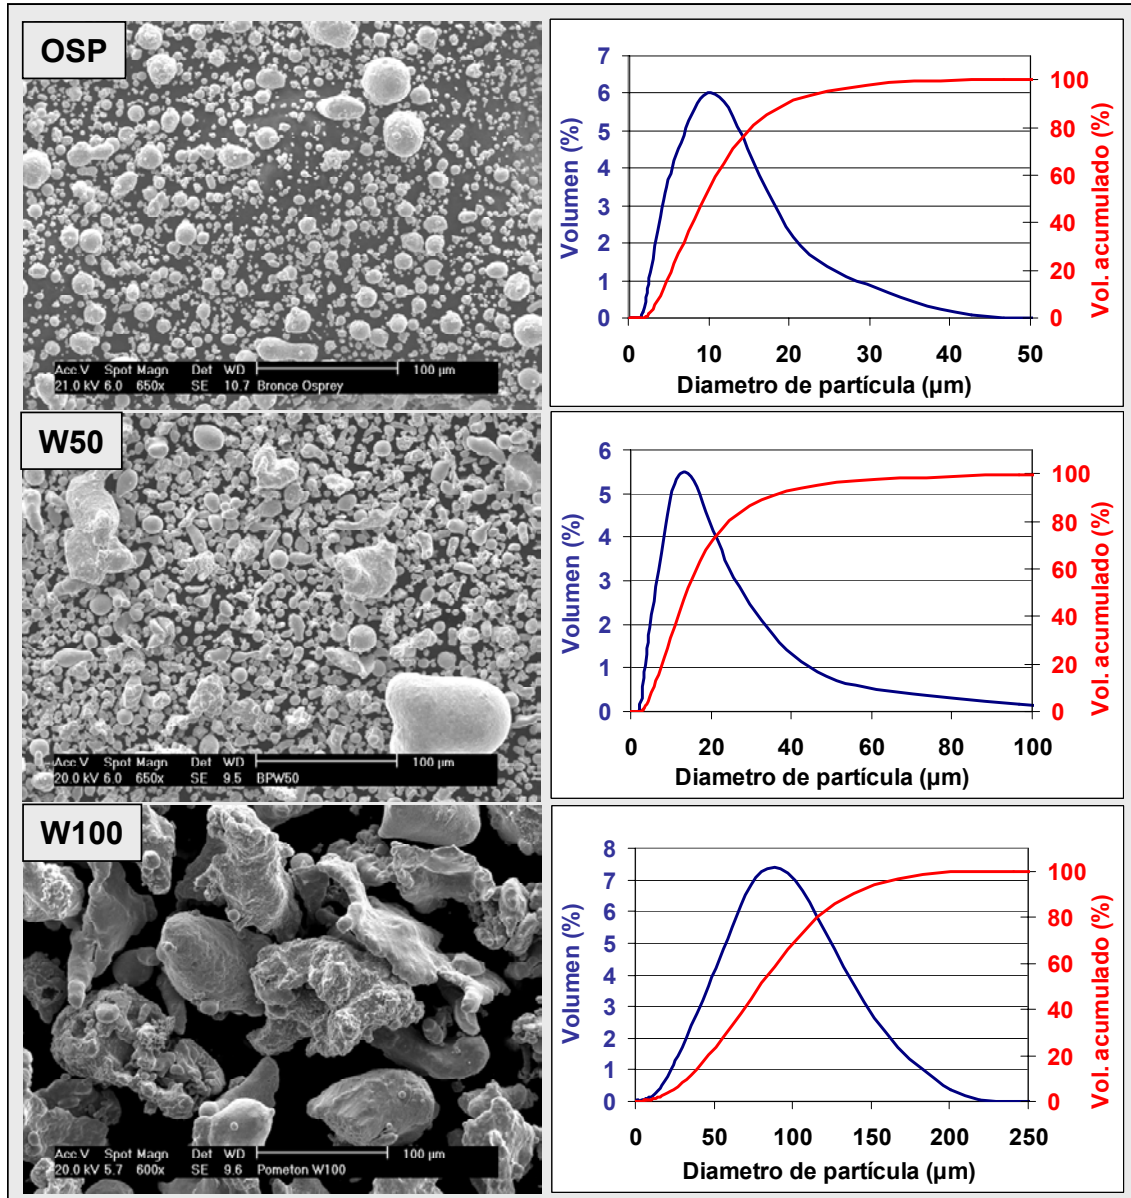 OSP
Acc V Spot Magn Det WD 100 µm
21.0 kV 6.0 650x SE 10.7 Bronce Osprey
7
6
5
4
3
2
1
0
Volumen (%)
100
80
60
40
20
0
Vol. acumulado (%)
0 10 20 30 40 50
Diametro de partícula (µm)
W50
Acc V Spot Magn Det WD 100 µm
20.0 kV 6.0 650x SE 9.5 BPW50
6
5
4
3
2
1
0
Volumen (%)
100
80
60
40
20
0
Vol. acumulado (%)
0 20 40 60 80 100
Diametro de partícula (µm)
W100
Acc V Spot Magn Det WD 100 µm
20.0 kV 5.7 600x SE 9.6 Pometon W100
8
7
6
5
4
3
2
1
0
Volumen (%)
100
80
60
40
20
0
Vol. acumulado (%)
0 50 100 150 200 250
Diametro de partícula (µm)